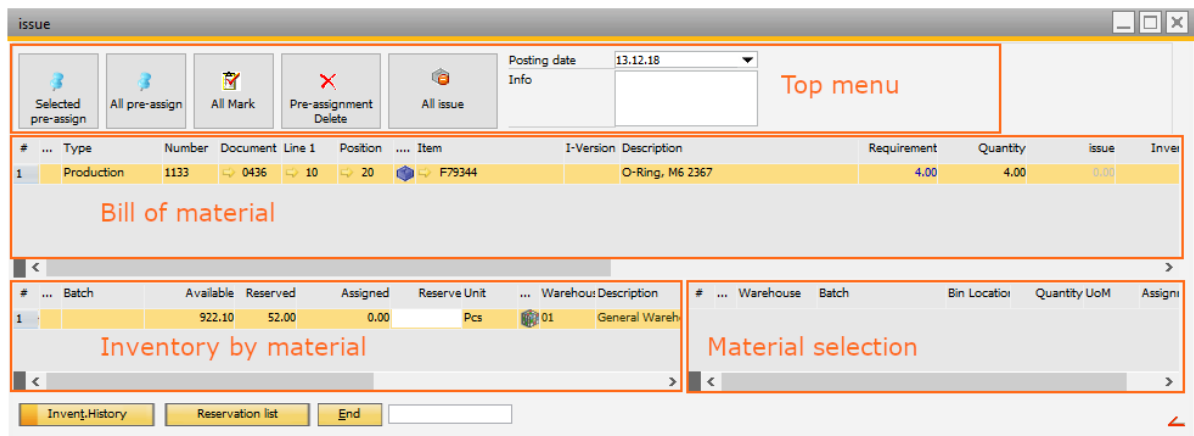 issue
Selected pre-assign
All pre-assign
All Mark
Pre-assignment Delete
All issue
Posting date 13.12.18
Info
Top menu
# ... Type Number Document Line 1 Position .... Item I-Version Description Requirement Quantity issue Inver
1 Production 1133 0436 10 20 F79344 O-Ring, M6 2367 4.00 4.00 0.00
Bill of material
# ... Batch Available Reserved Assigned Reserve Unit ... Warehou: Description
1 922.10 52.00 0.00 Pcs 01 General Wareh
Inventory by material
# ... Warehouse Batch Bin Location Quantity UoM Assignr
Material selection
Invent.History Reservation list End